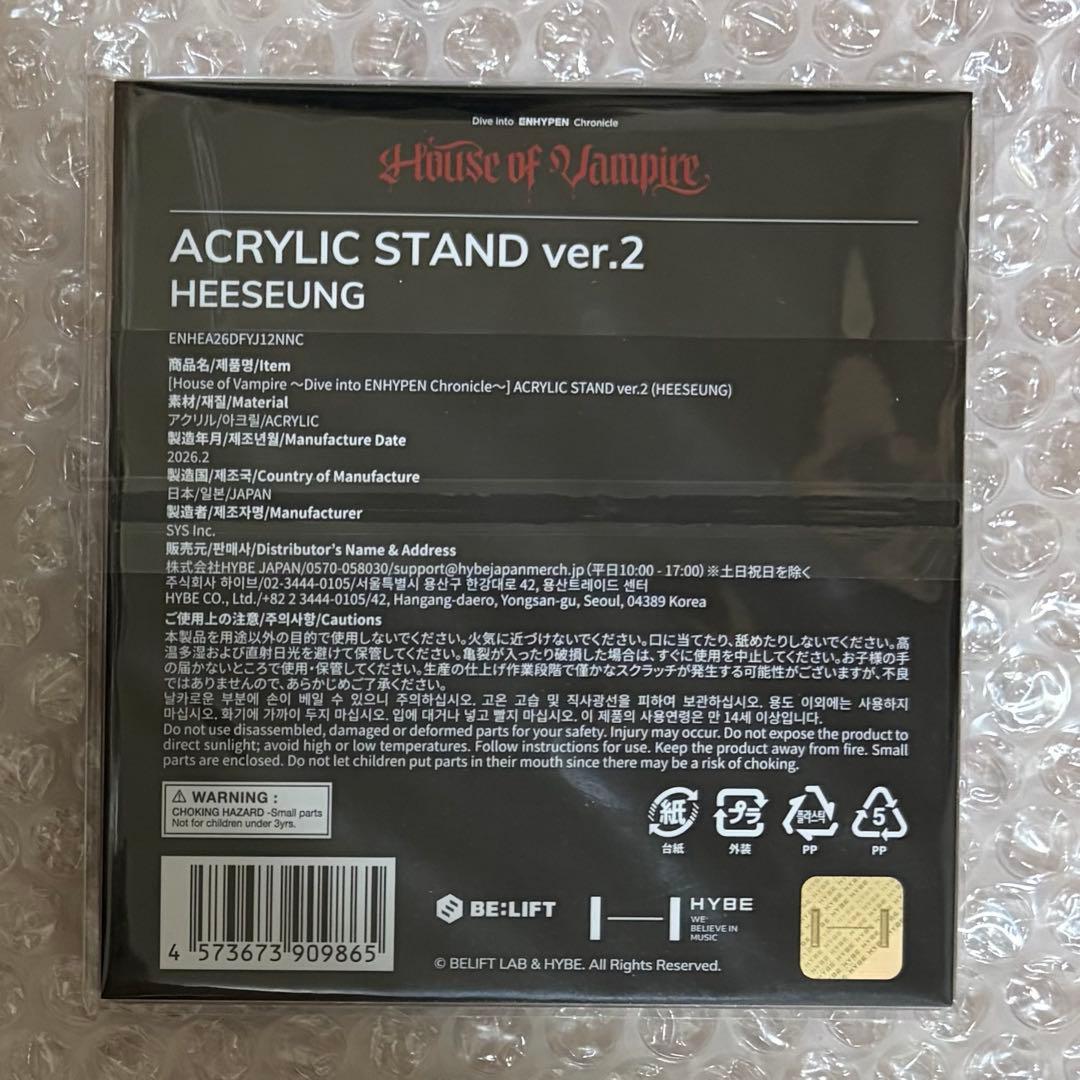 Dive into ENHYPEN Chronicle
House of Vampire
ACRYLIC STAND ver.2
HEESEUNG
ENHEA26DFYJ12NNC
商品名/제품명/Item
[House of Vampire ～Dive into ENHYPEN Chronicle～] ACRYLIC STAND ver.2 (HEESEUNG)
素材/재질/Material
アクリル/아크릴/ACRYLIC
製造年月/제조년월/Manufacture Date
2026.2
製造国/제조국/Country of Manufacture
日本/일본/JAPAN
製造者/제조자명/Manufacturer
SYS Inc.
販売元/판매사/Distributor's Name & Address
株式会社HYBE JAPAN/0570-058030/support@hybejapanmerch.jp (平日10:00 - 17:00) ※土日祝日を除く
주식회사 하이브/02-3444-0105/서울특별시 용산구 한강대로 42, 용산트레이드 센터
HYBE CO., Ltd./+82 2 3444-0105/42, Hangang-daero, Yongsan-gu, Seoul, 04389 Korea
ご使用上の注意/주의사항/Cautions
本製品を用途以外の目的で使用しないでください。火気に近づけないでください。口に当てたり、舐めたりしないでください。高
温多湿および直射日光を避けて保管してください。亀裂が入ったり破損した場合は、すぐに使用を中止してください。お子様の手
の届かないところで使用・保管してください。生産の仕上げ作業段階で僅かなスクラッチが発生する可能性がございますが、不良
ではありませんので、あらかじめご了承ください。
날카로운 부분에 손이 베일 수 있으니 주의하십시오. 고온 고습 및 직사광선을 피하여 보관하십시오. 용도 이외에는 사용하지
마십시오. 화기에 가까이 두지 마십시오. 입에 대거나 넣고 빨지 마십시오. 이 제품의 사용연령은 만 14세 이상입니다.
Do not use disassembled, damaged or deformed parts for your safety. Injury may occur. Do not expose the product to
direct sunlight; avoid high or low temperatures. Follow instructions for use. Keep the product away from fire. Small
parts are enclosed. Do not let children put parts in their mouth since there may be a risk of choking.
WARNING :
CHOKING HAZARD -Small parts
Not for children under 3yrs.
紙 プラ 플라스틱 5
台紙 外装 PP PP
4 573673 909865
BE:LIFT
HYBE
WE
BELIEVE IN
MUSIC
© BELIFT LAB & HYBE. All Rights Reserved.